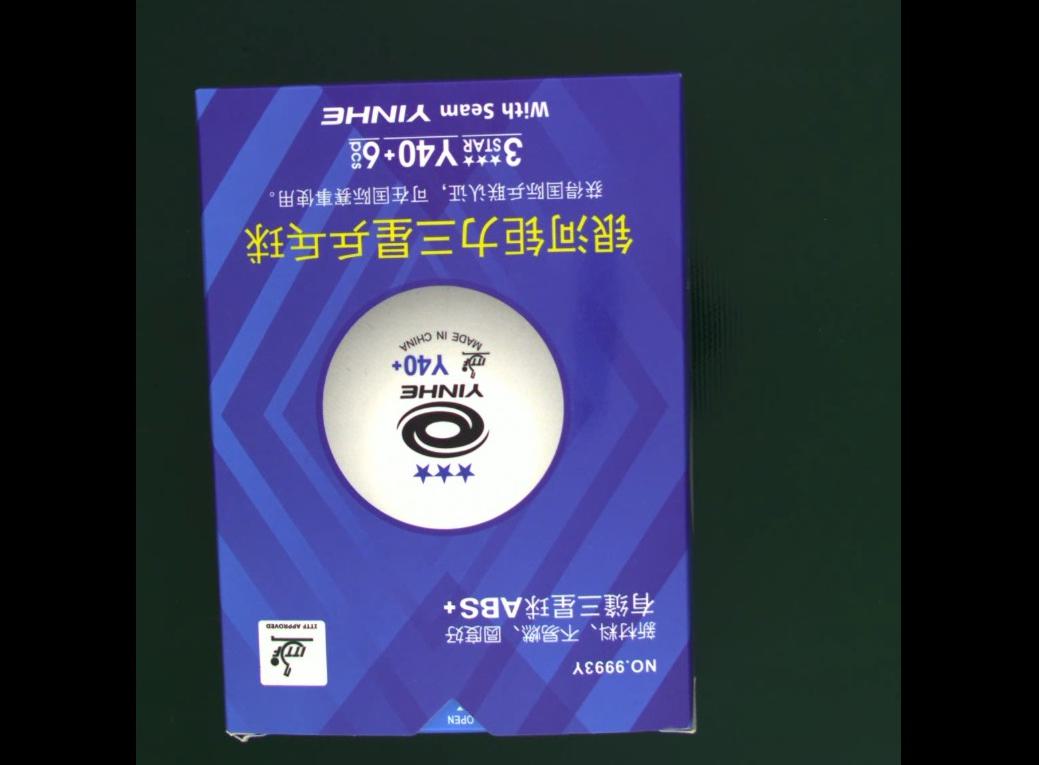 OPEN
NO.9993Y
新材料、不易燃、圆度好
有缝三星球ABS+
ITTF APPROVED
★★★
YINHE
Y40+
MADE IN CHINA
银河钜力三星乒乓球
获得国际乒联认证，可在国际赛事使用。
3 ★★★ STAR Y40+ 6 pcs
With Seam YINHE